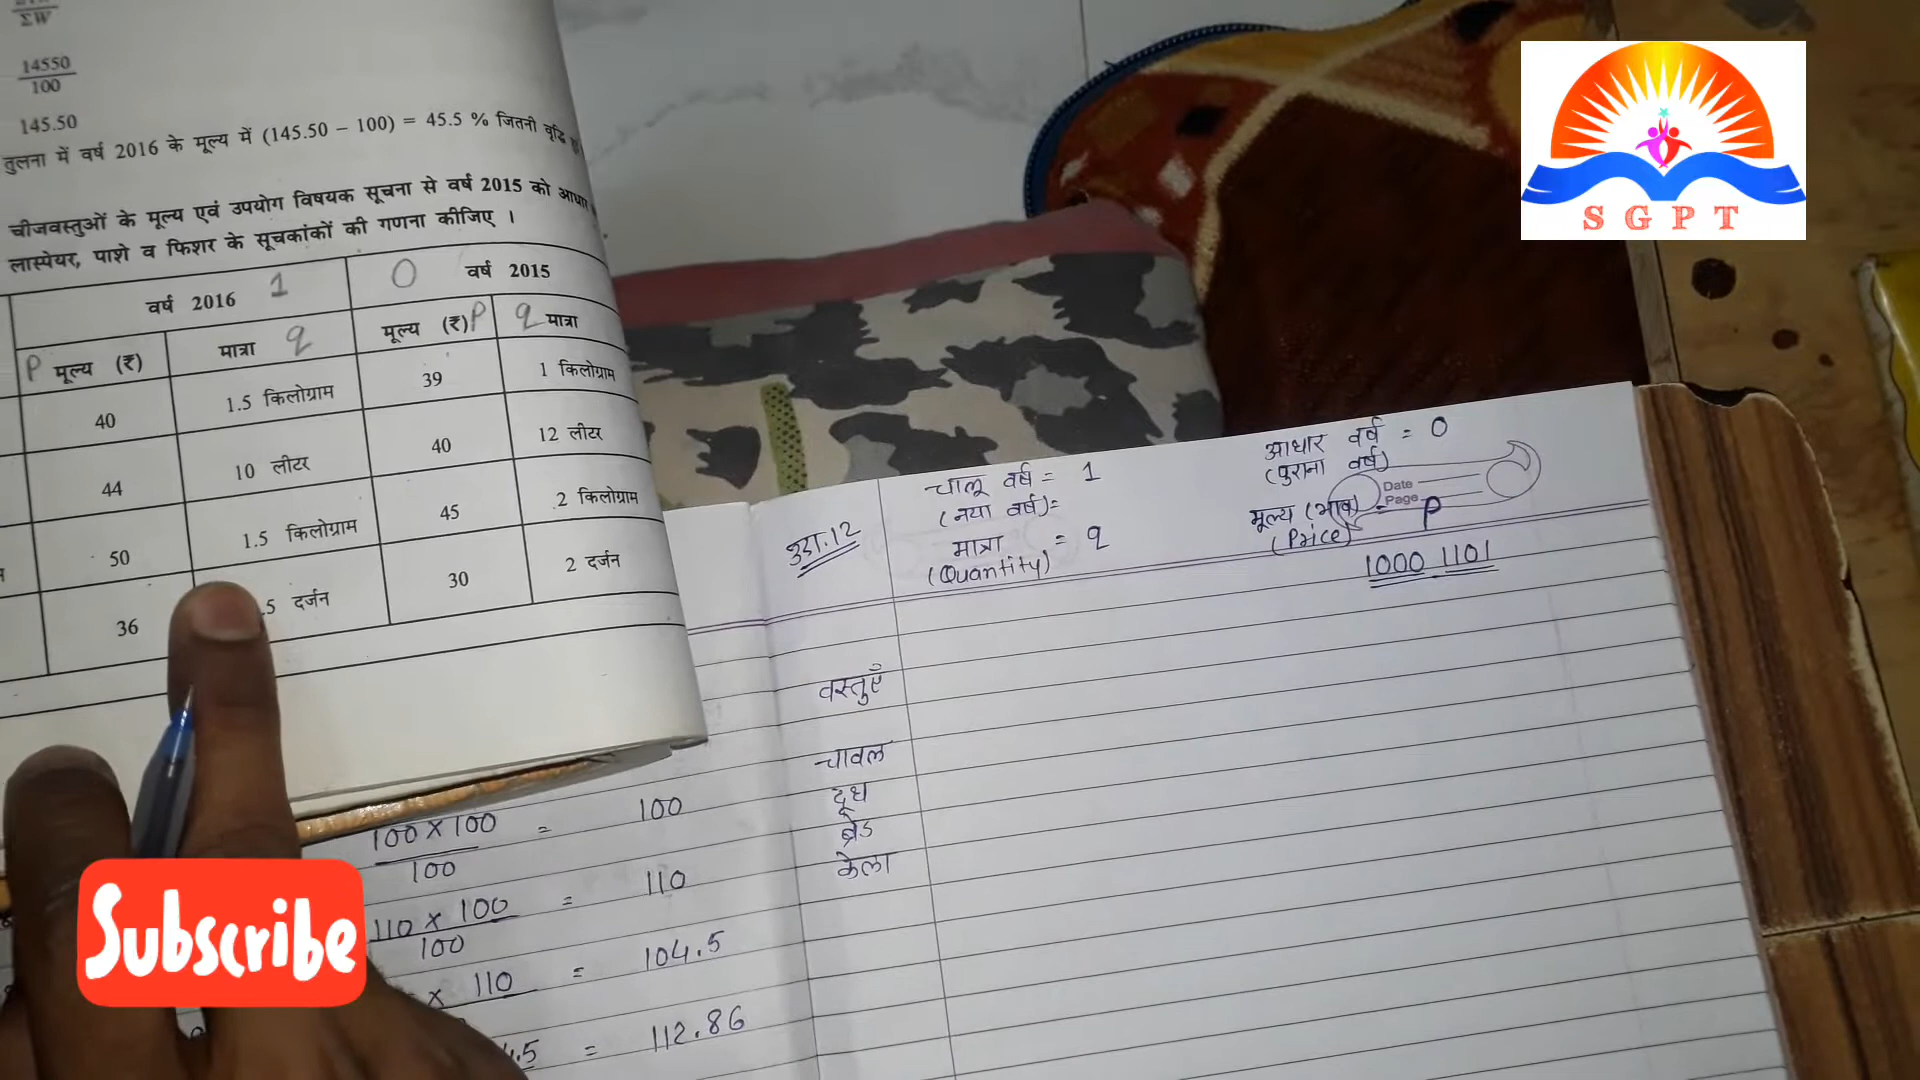 ΣW
14550
100
145.50
तुलना में वर्ष 2016 के मूल्य में (145.50 – 100) = 45.5 % जितनी वृद्धि
चीजवस्तुओं के मूल्य एवं उपयोग विषयक सूचना से वर्ष 2015 को आधार
लास्पेयर, पाशे व फिशर के सूचकांकों की गणना कीजिए ।
वर्ष 2016 1 0 वर्ष 2015
P मूल्य (₹) मात्रा q मूल्य (₹) P q मात्रा
40 1.5 किलोग्राम 39 1 किलोग्राम
44 10 लीटर 40 12 लीटर
50 1.5 किलोग्राम 45 2 किलोग्राम
36 .5 दर्जन 30 2 दर्जन
SGPT
उदा.12
चालू वर्ष = 1
(नया वर्ष)=
मात्रा = q
(Quantity)
आधार वर्ष = 0
(पुराना वर्ष)
मूल्य (भाव) = P
(Price)
Date
Page
1000 1101
वस्तुएँ
चावल
दूध
ब्रेड
केला
100 × 100 = 100
100
110 × 100 = 110
100
× 110 = 104.5
.5 = 112.86
Subscribe